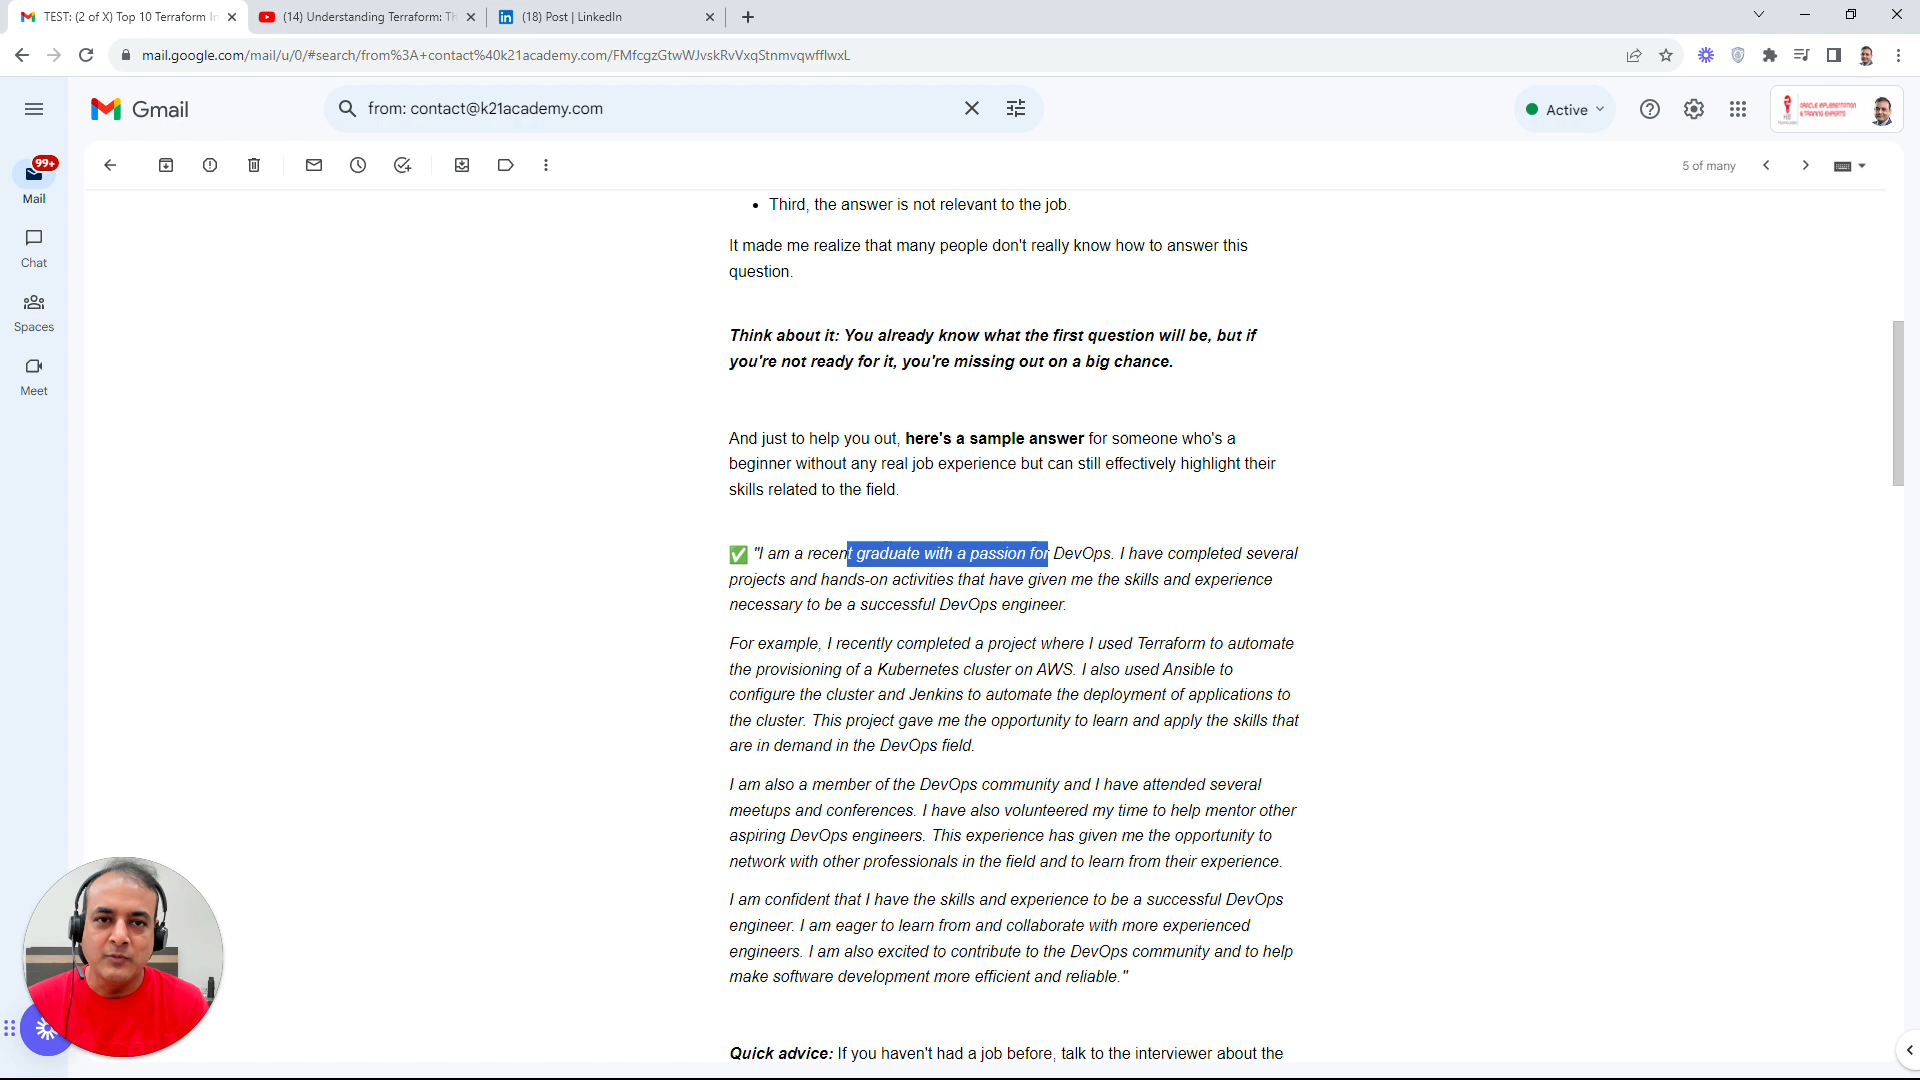 TEST: (2 of X) Top 10 Terraform In
(14) Understanding Terraform: Th
(18) Post | LinkedIn
mail.google.com/mail/u/0/#search/from%3A+contact%40k21academy.com/FMfcgzGtwWJvskRvVxqStnmvqwfflwxL
Gmail
from: contact@k21academy.com
Active
ORACLE IMPLEMENTATION
& TRAINING EXPERTS
99+
Mail
Chat
Spaces
Meet
5 of many
• Third, the answer is not relevant to the job.
It made me realize that many people don't really know how to answer this
question.
Think about it: You already know what the first question will be, but if
you're not ready for it, you're missing out on a big chance.
And just to help you out, here's a sample answer for someone who's a
beginner without any real job experience but can still effectively highlight their
skills related to the field.
✅ "I am a recent graduate with a passion for DevOps. I have completed several
projects and hands-on activities that have given me the skills and experience
necessary to be a successful DevOps engineer.
For example, I recently completed a project where I used Terraform to automate
the provisioning of a Kubernetes cluster on AWS. I also used Ansible to
configure the cluster and Jenkins to automate the deployment of applications to
the cluster. This project gave me the opportunity to learn and apply the skills that
are in demand in the DevOps field.
I am also a member of the DevOps community and I have attended several
meetups and conferences. I have also volunteered my time to help mentor other
aspiring DevOps engineers. This experience has given me the opportunity to
network with other professionals in the field and to learn from their experience.
I am confident that I have the skills and experience to be a successful DevOps
engineer. I am eager to learn from and collaborate with more experienced
engineers. I am also excited to contribute to the DevOps community and to help
make software development more efficient and reliable."
Quick advice: If you haven't had a job before, talk to the interviewer about the